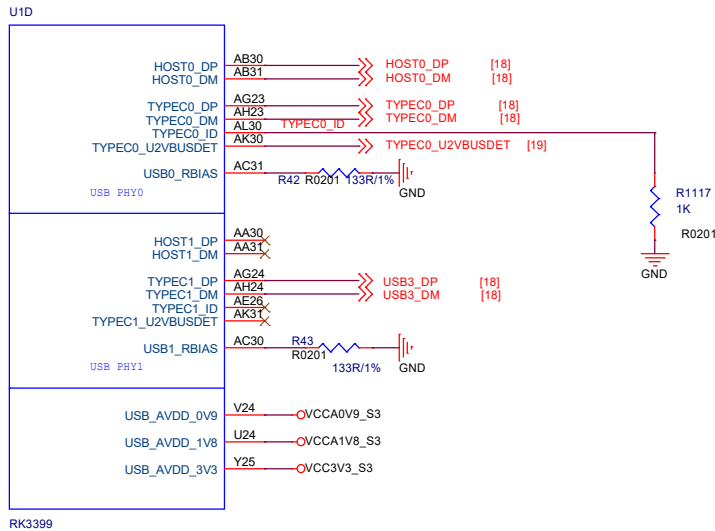 U1D
HOST0_DP AB30 HOST0_DP [18]
HOST0_DM AB31 HOST0_DM [18]
TYPEC0_DP AG23 TYPEC0_DP [18]
TYPEC0_DM AH23 TYPEC0_DM [18]
TYPEC0_ID AL30 TYPEC0_ID
TYPEC0_U2VBUSDET AK30 TYPEC0_U2VBUSDET [19]
USB0_RBIAS AC31
R42 R0201 133R/1%
GND
USB PHY0
R1117
1K
R0201
GND
HOST1_DP AA30
HOST1_DM AA31
TYPEC1_DP AG24 USB3_DP [18]
TYPEC1_DM AH24 USB3_DM [18]
TYPEC1_ID AE26
TYPEC1_U2VBUSDET AK31
USB1_RBIAS AC30 R43
R0201
133R/1%
GND
USB PHY1
USB_AVDD_0V9 V24 VCCA0V9_S3
USB_AVDD_1V8 U24 VCCA1V8_S3
USB_AVDD_3V3 Y25 VCC3V3_S3
RK3399